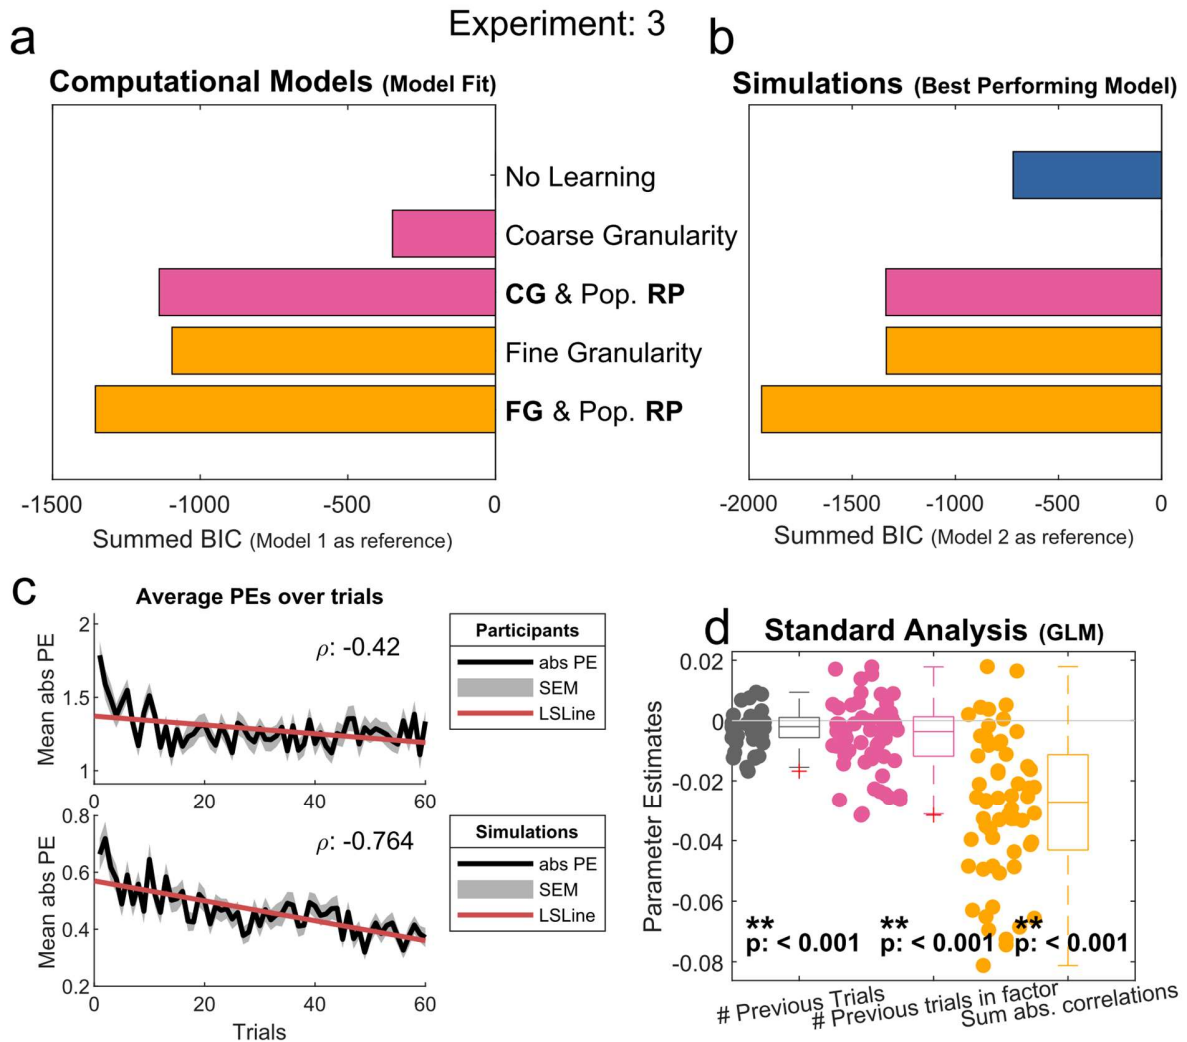 Experiment: 3
a
Computational Models (Model Fit)
No Learning
Coarse Granularity
CG & Pop. RP
Fine Granularity
FG & Pop. RP
-1500
-1000
-500
0
Summed BIC (Model 1 as reference)
b
Simulations (Best Performing Model)
-2000
-1500
-1000
-500
0
Summed BIC (Model 2 as reference)
c
Average PEs over trials
Mean abs PE
2
1.5
1
ρ: -0.42
0
20
40
60
Participants
abs PE
SEM
LSLine
Mean abs PE
0.8
0.6
0.4
0.2
ρ: -0.764
0
20
40
60
Trials
Simulations
abs PE
SEM
LSLine
d
Standard Analysis (GLM)
Parameter Estimates
0.02
0
-0.02
-0.04
-0.06
-0.08
**
p: < 0.001
**
p: < 0.001
**
p: < 0.001
# Previous Trials
# Previous trials in factor
Sum abs. correlations